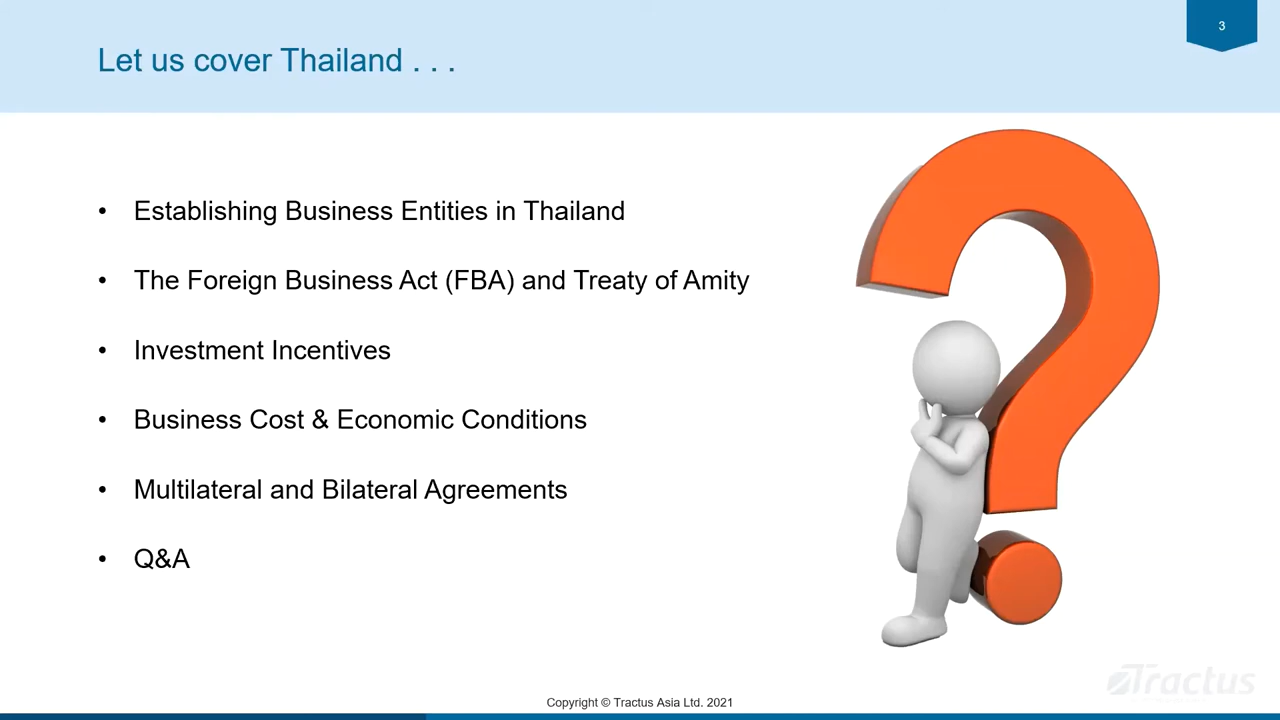 3
Let us cover Thailand . . .
• Establishing Business Entities in Thailand
• The Foreign Business Act (FBA) and Treaty of Amity
• Investment Incentives
• Business Cost & Economic Conditions
• Multilateral and Bilateral Agreements
• Q&A
Tractus
Copyright © Tractus Asia Ltd. 2021